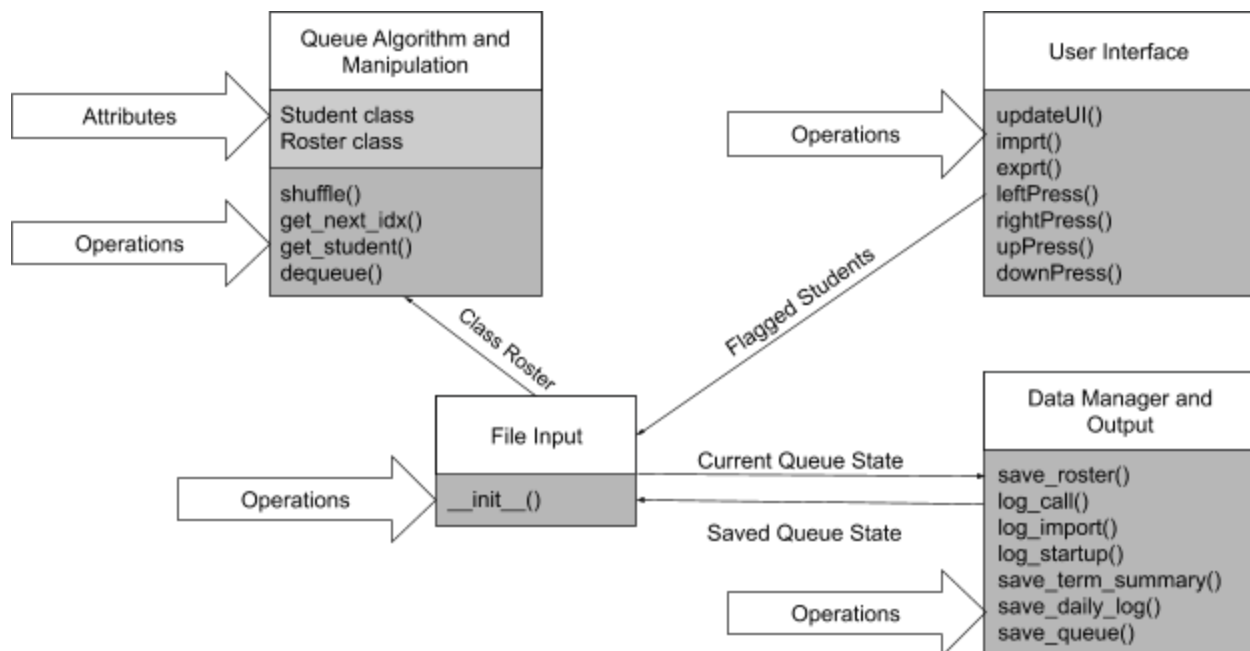 Queue Algorithm and
Manipulation
Attributes
Student class
Roster class
Operations
shuffle()
get_next_idx()
get_student()
dequeue()
User Interface
Operations
updateUI()
imprt()
exprt()
leftPress()
rightPress()
upPress()
downPress()
Class Roster
Flagged Students
File Input
Operations
__init__()
Current Queue State
Saved Queue State
Data Manager and
Output
Operations
save_roster()
log_call()
log_import()
log_startup()
save_term_summary()
save_daily_log()
save_queue()